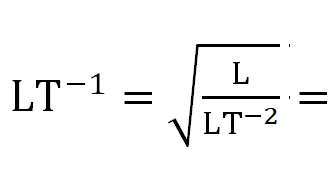 LT⁻¹ = √(L / LT⁻²) =